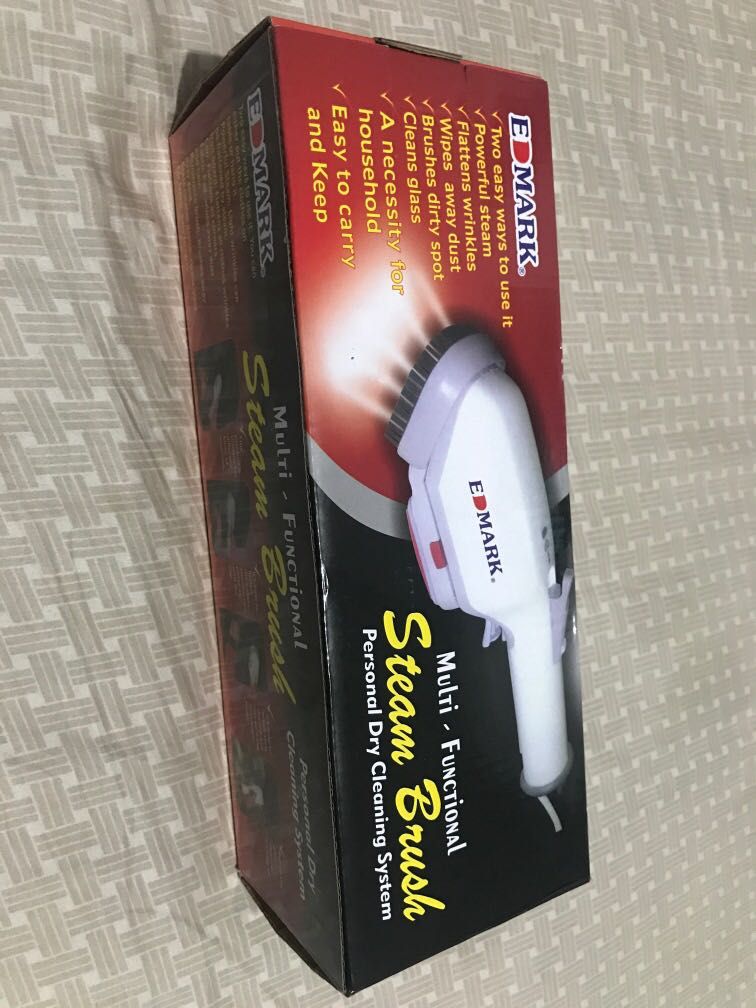 EDMARK®
✓ Two easy ways to use it
✓ Powerful steam
✓ Flattens wrinkles
✓ Wipes away dust
✓ Brushes dirty spot
✓ Cleans glass
✓ A necessity for
household
✓ Easy to carry
and Keep
EDMARK®
Multi - Functional
Steam Brush
Personal Dry Cleaning System
EDMARK®
Multi - Functional
Steam Brush
Personal Dry
Cleaning System